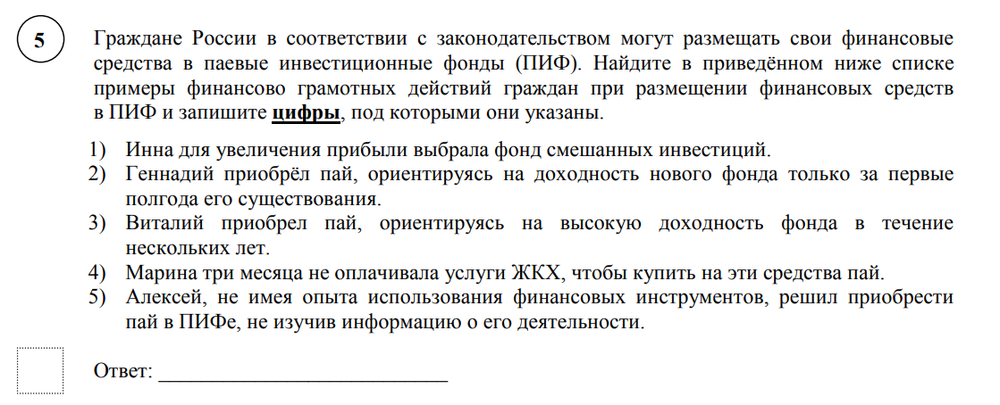 5
Граждане России в соответствии с законодательством могут размещать свои финансовые
средства в паевые инвестиционные фонды (ПИФ). Найдите в приведённом ниже списке
примеры финансово грамотных действий граждан при размещении финансовых средств
в ПИФ и запишите цифры, под которыми они указаны.
1) Инна для увеличения прибыли выбрала фонд смешанных инвестиций.
2) Геннадий приобрёл пай, ориентируясь на доходность нового фонда только за первые
полгода его существования.
3) Виталий приобрел пай, ориентируясь на высокую доходность фонда в течение
нескольких лет.
4) Марина три месяца не оплачивала услуги ЖКХ, чтобы купить на эти средства пай.
5) Алексей, не имея опыта использования финансовых инструментов, решил приобрести
пай в ПИФе, не изучив информацию о его деятельности.
Ответ: ___________________________